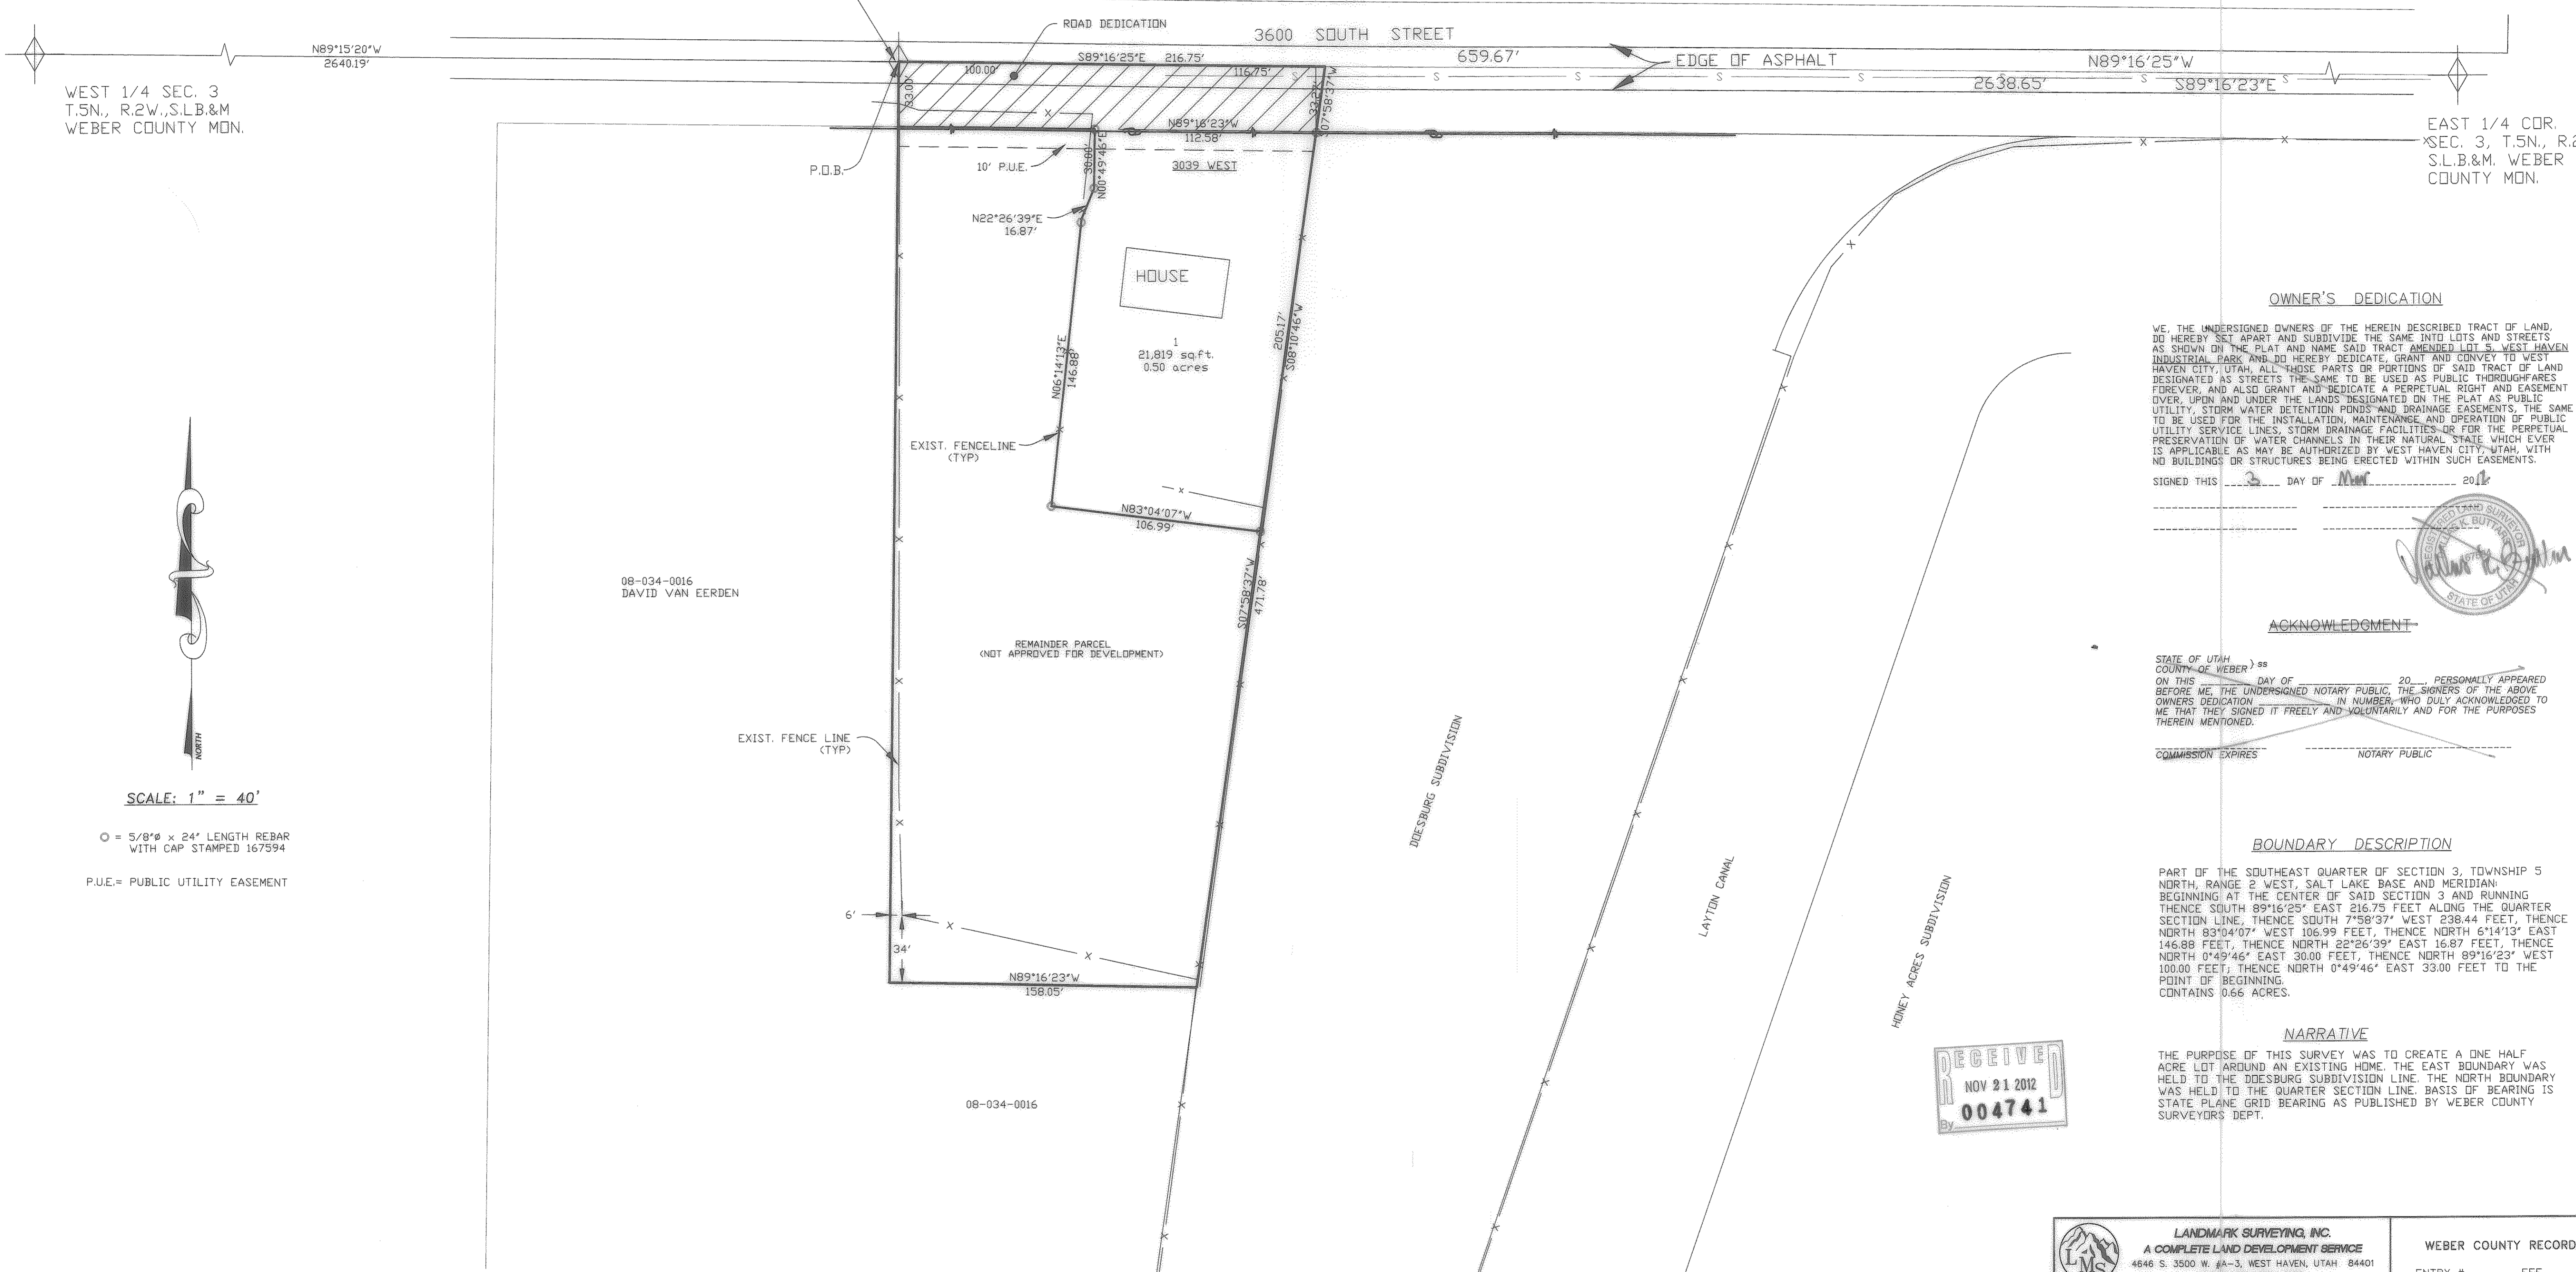 ROAD DEDICATION
3600 SOUTH STREET
N89°15'20"W
2640.19'
S89°16'25"E 216.75'
659.67'
EDGE OF ASPHALT
N89°16'25"W
2638.65'
S89°16'23"E
100.00'
116.75'
33.00'
33.27'
S07°58'37"W
WEST 1/4 SEC. 3
T.5N., R.2W.,S.L.B.&M
WEBER COUNTY MON.
EAST 1/4 COR.
SEC. 3, T.5N., R.2
S.L.B.&M. WEBER
COUNTY MON.
N89°16'23"W
112.58'
P.O.B.
10' P.U.E.
30.00'
N00°49'46"E
3039 WEST
N22°26'39"E
16.87'
HOUSE
1
21,819 sq.ft.
0.50 acres
205.17'
S08°10'46"W
N06°14'13"E
146.88'
EXIST. FENCELINE
(TYP)
N83°04'07"W
106.99'
S07°58'37"W
471.78'
08-034-0016
DAVID VAN EERDEN
REMAINDER PARCEL
(NOT APPROVED FOR DEVELOPMENT)
EXIST. FENCE LINE
(TYP)
6'
34'
N89°16'23"W
158.05'
08-034-0016
DOESBURG SUBDIVISION
LAYTON CANAL
HONEY ACRES SUBDIVISION
NORTH
SCALE: 1" = 40'
= 5/8"ø x 24" LENGTH REBAR
WITH CAP STAMPED 167594
P.U.E.= PUBLIC UTILITY EASEMENT
OWNER'S DEDICATION
WE, THE UNDERSIGNED OWNERS OF THE HEREIN DESCRIBED TRACT OF LAND,
DO HEREBY SET APART AND SUBDIVIDE THE SAME INTO LOTS AND STREETS
AS SHOWN ON THE PLAT AND NAME SAID TRACT AMENDED LOT 5, WEST HAVEN
INDUSTRIAL PARK AND DO HEREBY DEDICATE, GRANT AND CONVEY TO WEST
HAVEN CITY, UTAH, ALL THOSE PARTS OR PORTIONS OF SAID TRACT OF LAND
DESIGNATED AS STREETS THE SAME TO BE USED AS PUBLIC THOROUGHFARES
FOREVER, AND ALSO GRANT AND DEDICATE A PERPETUAL RIGHT AND EASEMENT
OVER, UPON AND UNDER THE LANDS DESIGNATED ON THE PLAT AS PUBLIC
UTILITY, STORM WATER DETENTION PONDS AND DRAINAGE EASEMENTS, THE SAME
TO BE USED FOR THE INSTALLATION, MAINTENANCE AND OPERATION OF PUBLIC
UTILITY SERVICE LINES, STORM DRAINAGE FACILITIES OR FOR THE PERPETUAL
PRESERVATION OF WATER CHANNELS IN THEIR NATURAL STATE WHICH EVER
IS APPLICABLE AS MAY BE AUTHORIZED BY WEST HAVEN CITY, UTAH, WITH
NO BUILDINGS OR STRUCTURES BEING ERECTED WITHIN SUCH EASEMENTS.
SIGNED THIS 3 DAY OF 2012
REGISTERED LAND SURVEYOR
K. BUTTARS
STATE OF UTAH
ACKNOWLEDGMENT
STATE OF UTAH
COUNTY OF WEBER } ss
ON THIS ________ DAY OF ________ 20__, PERSONALLY APPEARED
BEFORE ME, THE UNDERSIGNED NOTARY PUBLIC, THE SIGNERS OF THE ABOVE
OWNERS DEDICATION ________ IN NUMBER, WHO DULY ACKNOWLEDGED TO
ME THAT THEY SIGNED IT FREELY AND VOLUNTARILY AND FOR THE PURPOSES
THEREIN MENTIONED.
COMMISSION EXPIRES NOTARY PUBLIC
BOUNDARY DESCRIPTION
PART OF THE SOUTHEAST QUARTER OF SECTION 3, TOWNSHIP 5
NORTH, RANGE 2 WEST, SALT LAKE BASE AND MERIDIAN:
BEGINNING AT THE CENTER OF SAID SECTION 3 AND RUNNING
THENCE SOUTH 89°16'25" EAST 216.75 FEET ALONG THE QUARTER
SECTION LINE, THENCE SOUTH 7°58'37" WEST 238.44 FEET, THENCE
NORTH 83°04'07" WEST 106.99 FEET, THENCE NORTH 6°14'13" EAST
146.88 FEET, THENCE NORTH 22°26'39" EAST 16.87 FEET, THENCE
NORTH 0°49'46" EAST 30.00 FEET, THENCE NORTH 89°16'23" WEST
100.00 FEET; THENCE NORTH 0°49'46" EAST 33.00 FEET TO THE
POINT OF BEGINNING.
CONTAINS 0.66 ACRES.
NARRATIVE
THE PURPOSE OF THIS SURVEY WAS TO CREATE A ONE HALF
ACRE LOT AROUND AN EXISTING HOME. THE EAST BOUNDARY WAS
HELD TO THE DOESBURG SUBDIVISION LINE. THE NORTH BOUNDARY
WAS HELD TO THE QUARTER SECTION LINE. BASIS OF BEARING IS
STATE PLANE GRID BEARING AS PUBLISHED BY WEBER COUNTY
SURVEYORS DEPT.
RECEIVED
NOV 21 2012
By 004741
LMS
LANDMARK SURVEYING, INC.
A COMPLETE LAND DEVELOPMENT SERVICE
4646 S. 3500 W. #A-3, WEST HAVEN, UTAH 84401
WEBER COUNTY RECORD